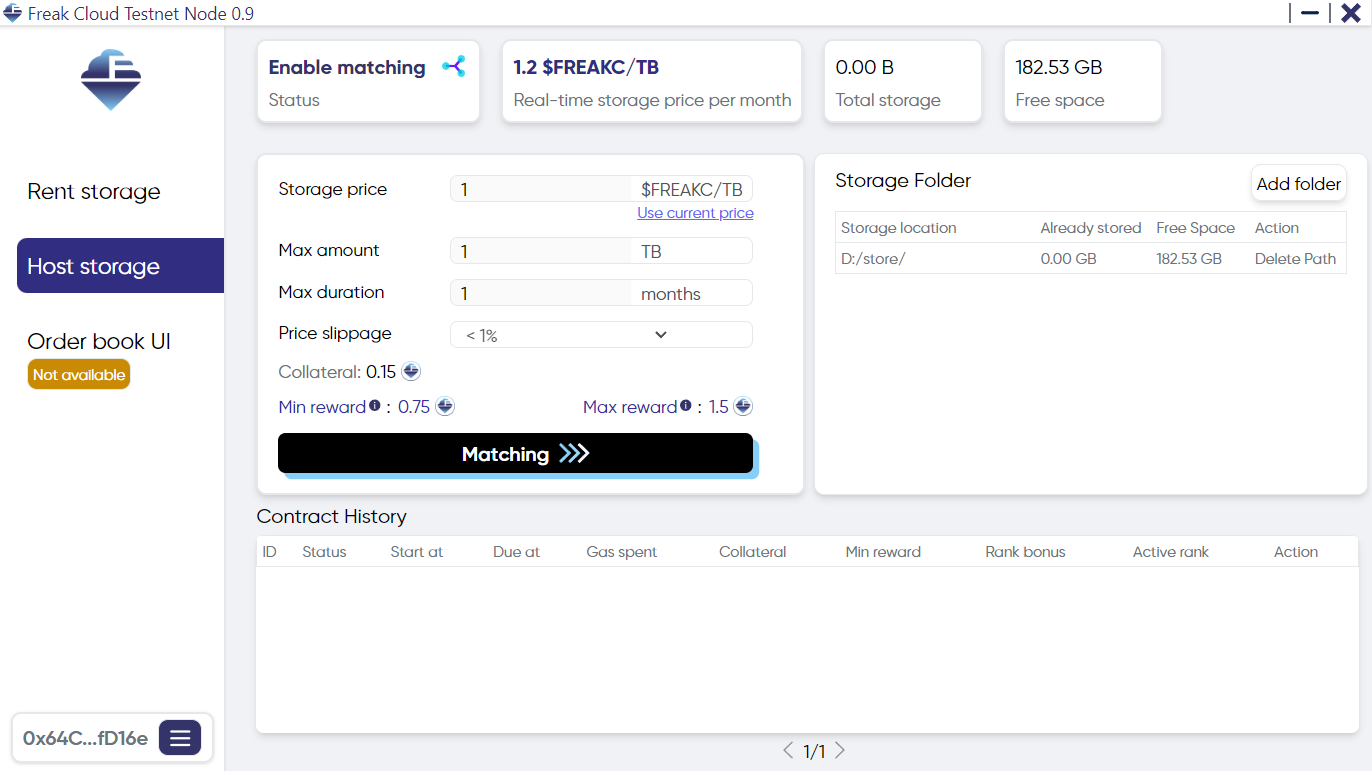 Freak Cloud Testnet Node 0.9
Rent storage
Host storage
Order book UI
Not available
0x64C...fD16e
Enable matching
Status
1.2 $FREAKC/TB
Real-time storage price per month
0.00 B
Total storage
182.53 GB
Free space
Storage price 1 $FREAKC/TB
Use current price
Max amount 1 TB
Max duration 1 months
Price slippage < 1%
Collateral: 0.15
Min reward : 0.75 Max reward : 1.5
Matching
Storage Folder Add folder
Storage location Already stored Free Space Action
D:/store/ 0.00 GB 182.53 GB Delete Path
Contract History
ID Status Start at Due at Gas spent Collateral Min reward Rank bonus Active rank Action
1/1